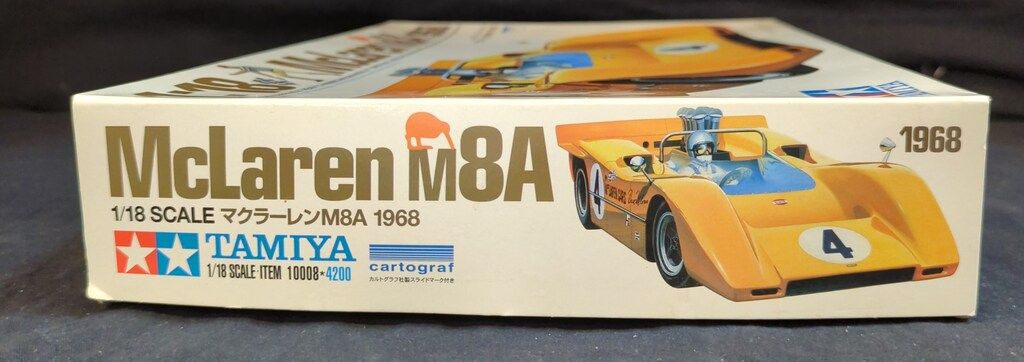 McLaren M8A
1/18 SCALE マクラーレンM8A 1968
TAMIYA
1/18 SCALE·ITEM 10008★4200
cartograf
カルトグラフ社製スライドマーク付き
1968
4
4
4